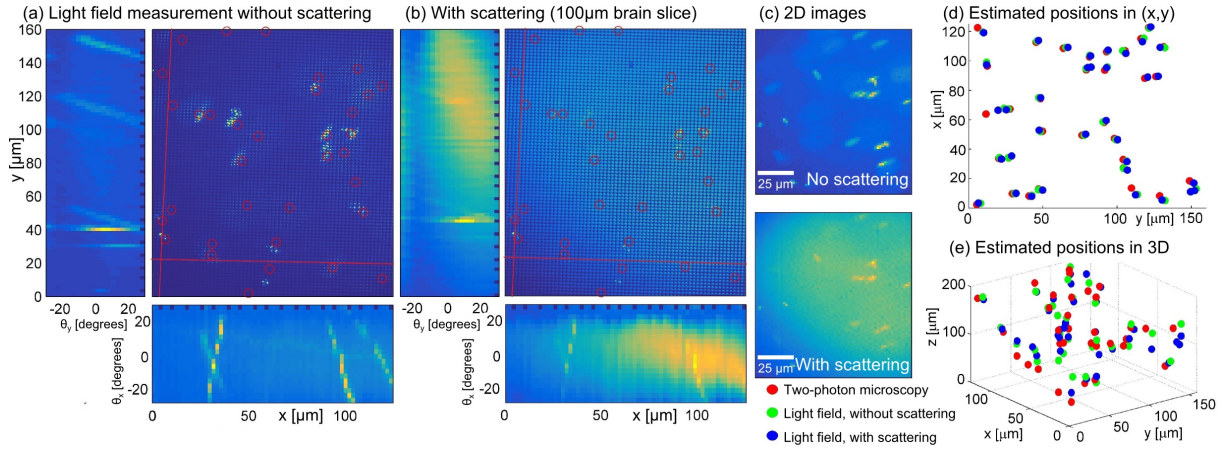 (a) Light field measurement without scattering
(b) With scattering (100μm brain slice)
(c) 2D images
(d) Estimated positions in (x,y)
160
140
120
100
80
60
40
20
0
y [μm]
-20 0 20
θy [degrees]
-20 0 20
θy [degrees]
20
0
-20
θx [degrees]
0 50 100
x [μm]
20
0
-20
θx [degrees]
0 50 100
x [μm]
25 μm
No scattering
25 μm
With scattering
Two-photon microscopy
Light field, without scattering
Light field, with scattering
120
100
80
60
40
20
0
x [μm]
0 50 100 150
y [μm]
(e) Estimated positions in 3D
200
100
0
z [μm]
100
50
0
x [μm]
0
50
100
150
y [μm]